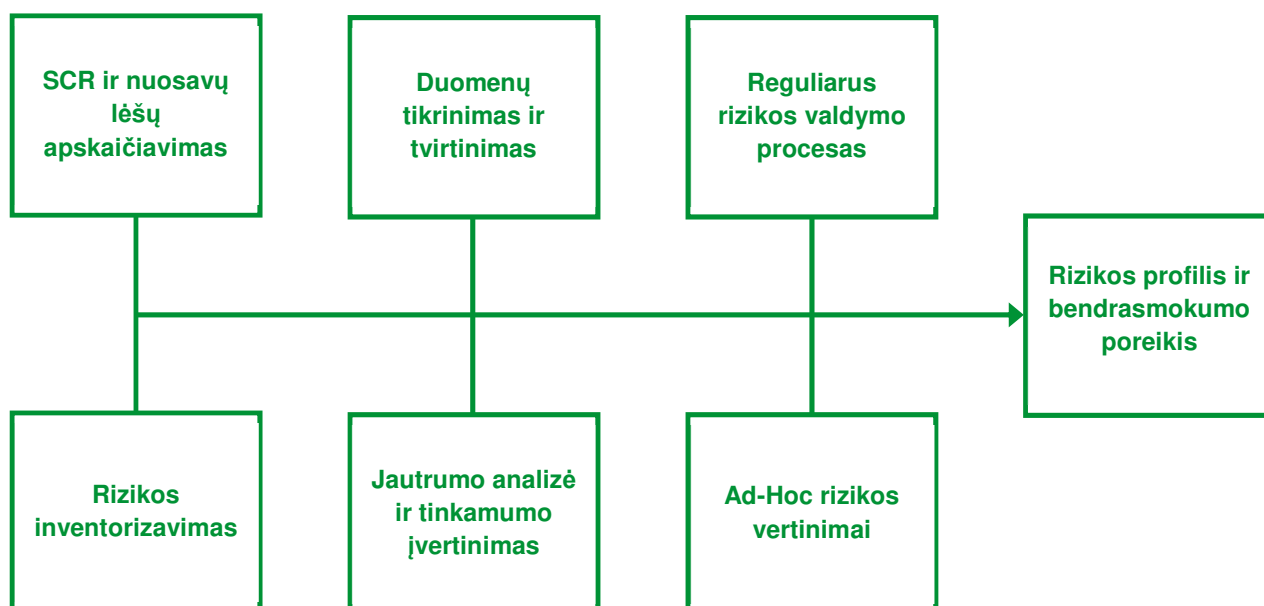 SCR ir nuosavų
lėšų
apskaičiavimas
Duomenų
tikrinimas ir
tvirtinimas
Reguliarus
rizikos valdymo
procesas
Rizikos profilis ir
bendrasmokumo
poreikis
Rizikos
inventorizavimas
Jautrumo analizė
ir tinkamumo
įvertinimas
Ad-Hoc rizikos
vertinimai